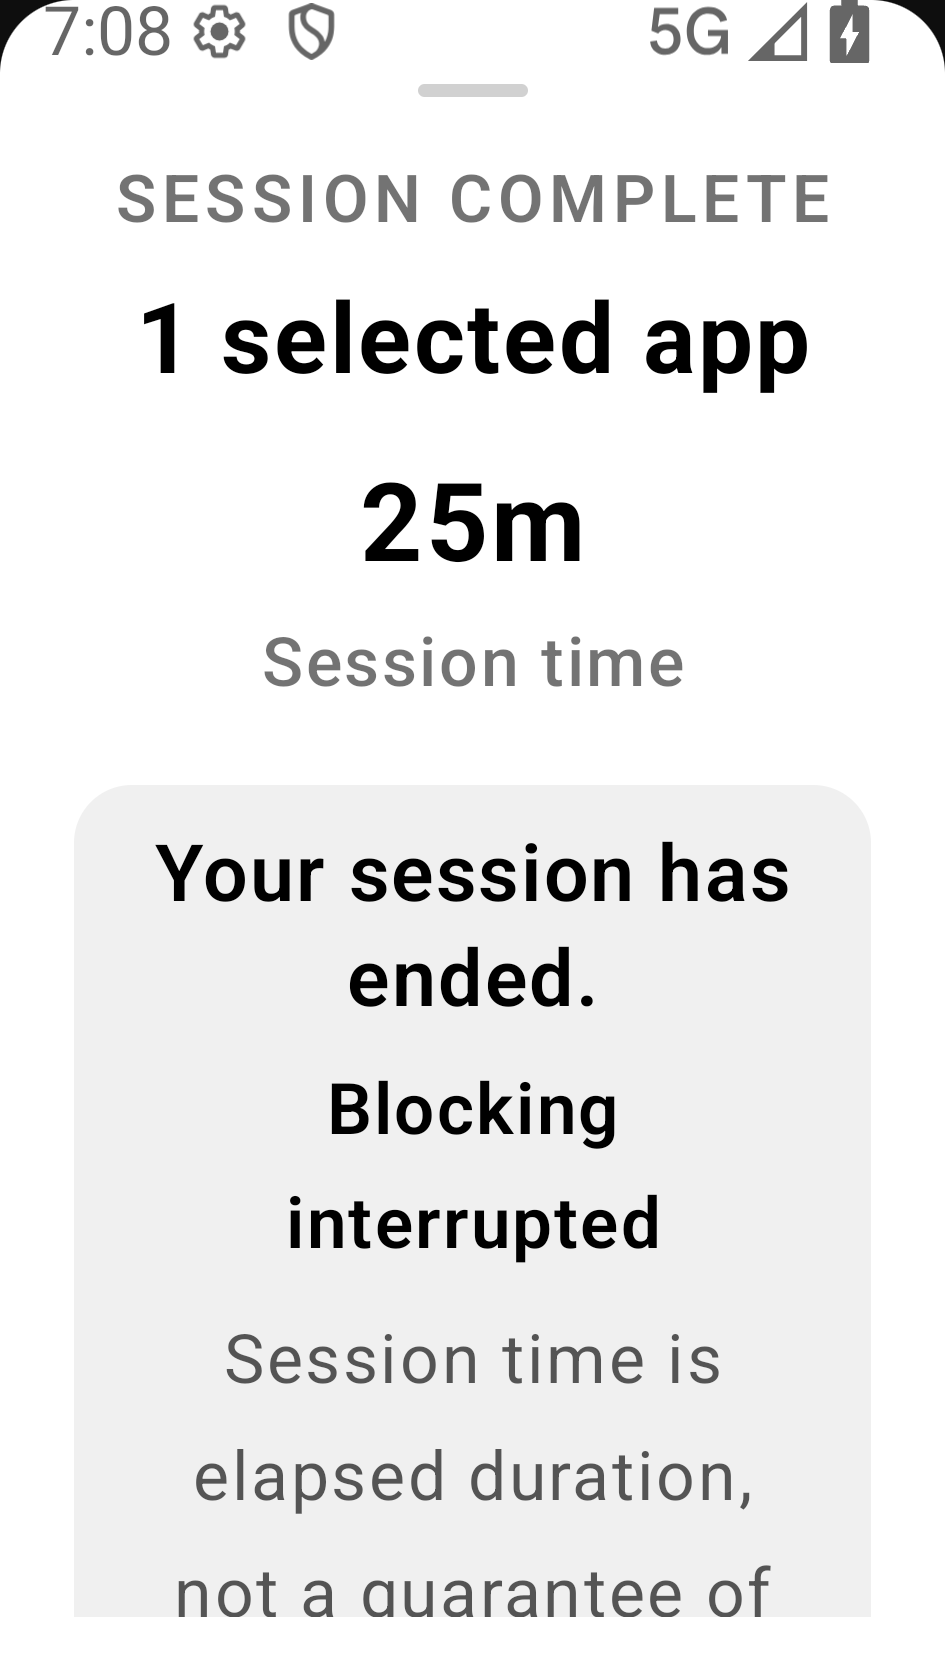 7:08 5G
SESSION COMPLETE
1 selected app
25m
Session time
Your session has
ended.
Blocking
interrupted
Session time is
elapsed duration,
not a guarantee of